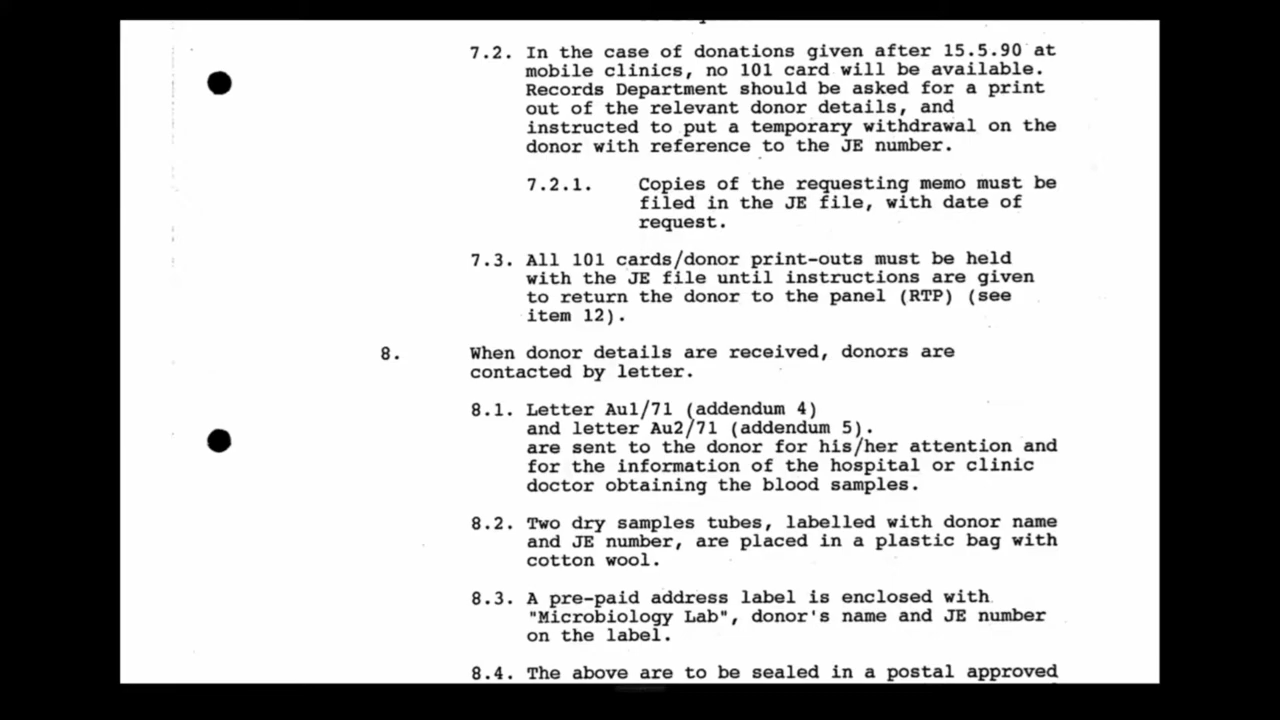 7.2. In the case of donations given after 15.5.90 at
mobile clinics, no 101 card will be available.
Records Department should be asked for a print
out of the relevant donor details, and
instructed to put a temporary withdrawal on the
donor with reference to the JE number.
7.2.1. Copies of the requesting memo must be
filed in the JE file, with date of
request.
7.3. All 101 cards/donor print-outs must be held
with the JE file until instructions are given
to return the donor to the panel (RTP) (see
item 12).
8. When donor details are received, donors are
contacted by letter.
8.1. Letter Au1/71 (addendum 4)
and letter Au2/71 (addendum 5).
are sent to the donor for his/her attention and
for the information of the hospital or clinic
doctor obtaining the blood samples.
8.2. Two dry samples tubes, labelled with donor name
and JE number, are placed in a plastic bag with
cotton wool.
8.3. A pre-paid address label is enclosed with
"Microbiology Lab", donor's name and JE number
on the label.
8.4. The above are to be sealed in a postal approved